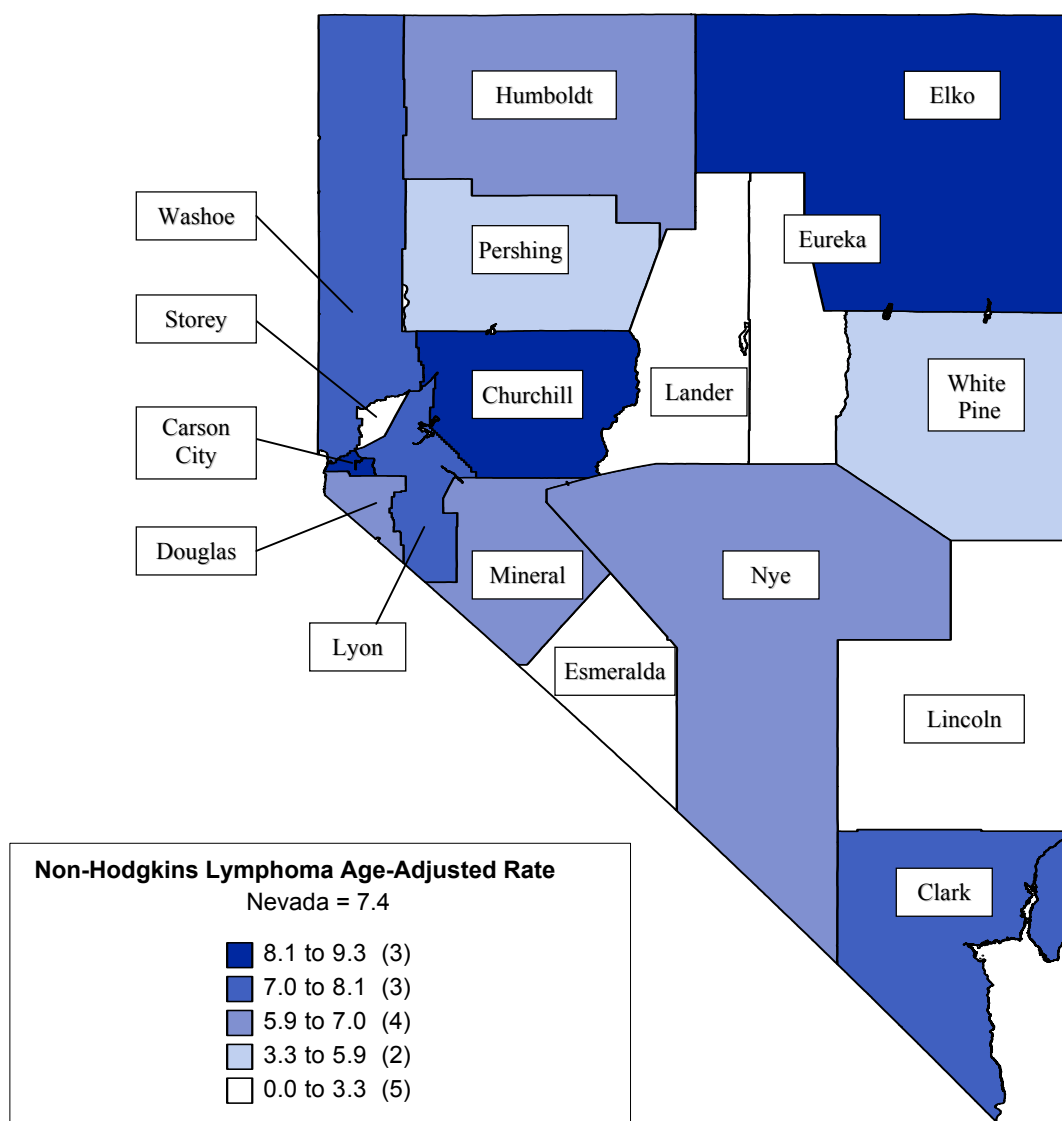 Humboldt
Elko
Washoe
Pershing
Eureka
Storey
Churchill
Lander
White
Pine
Carson
City
Douglas
Mineral
Nye
Lyon
Esmeralda
Lincoln
Clark
Non-Hodgkins Lymphoma Age-Adjusted Rate
Nevada = 7.4
8.1 to 9.3 (3)
7.0 to 8.1 (3)
5.9 to 7.0 (4)
3.3 to 5.9 (2)
0.0 to 3.3 (5)